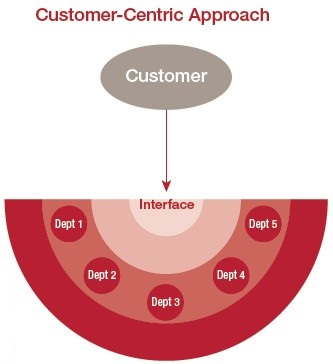 Customer-Centric Approach
Customer
Interface
Dept 1
Dept 2
Dept 3
Dept 4
Dept 5